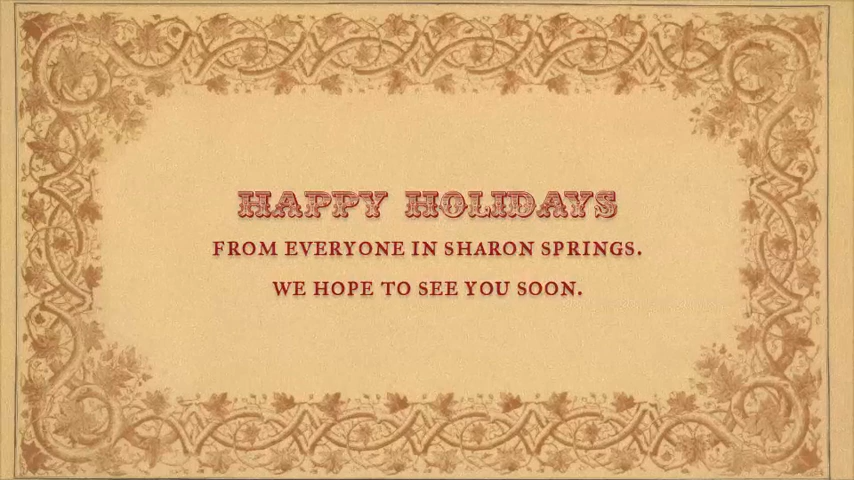 HAPPY HOLIDAYS
FROM EVERYONE IN SHARON SPRINGS.
WE HOPE TO SEE YOU SOON.